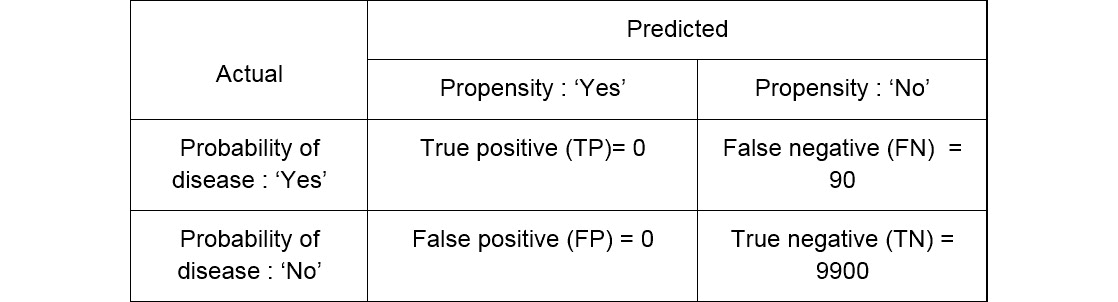 Predicted
Actual
Propensity : ‘Yes’
Propensity : ‘No’
Probability of
disease : ‘Yes’
True positive (TP)= 0
False negative (FN)  =
90
Probability of
disease : ‘No’
False positive (FP) = 0
True negative (TN) =
9900